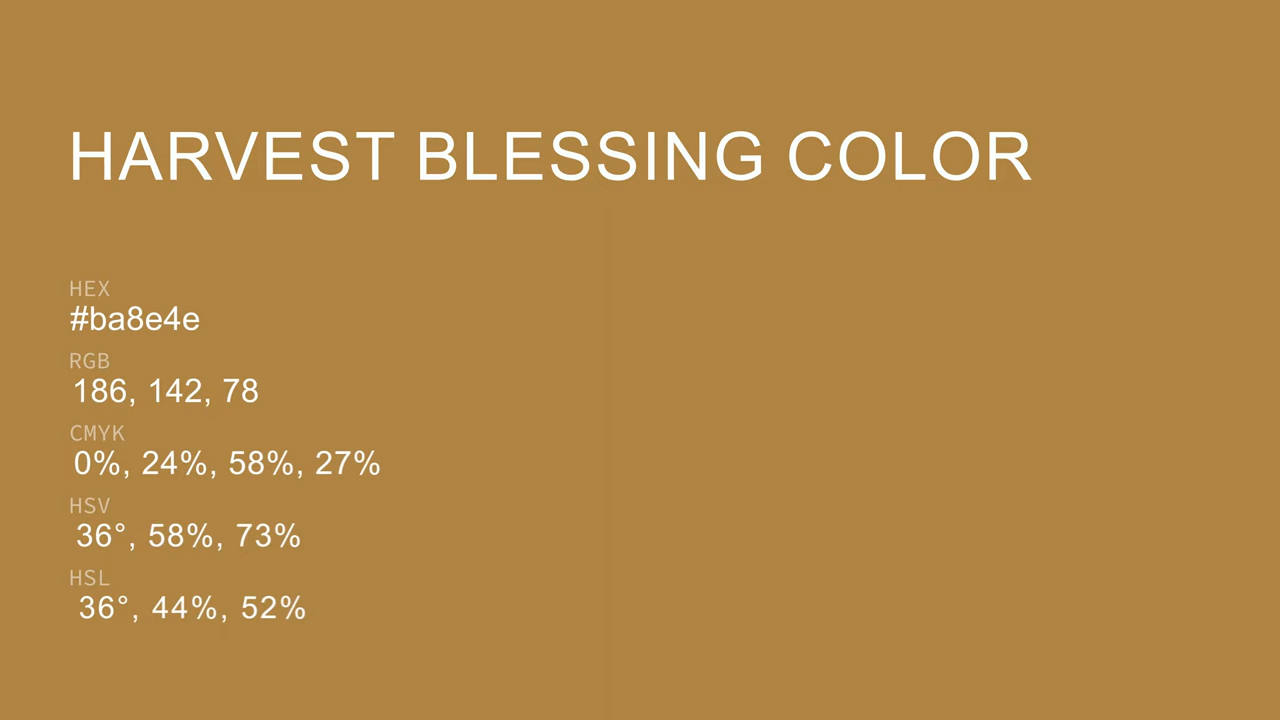 HARVEST BLESSING COLOR
HEX
#ba8e4e
RGB
186, 142, 78
CMYK
0%, 24%, 58%, 27%
HSV
36°, 58%, 73%
HSL
36°, 44%, 52%